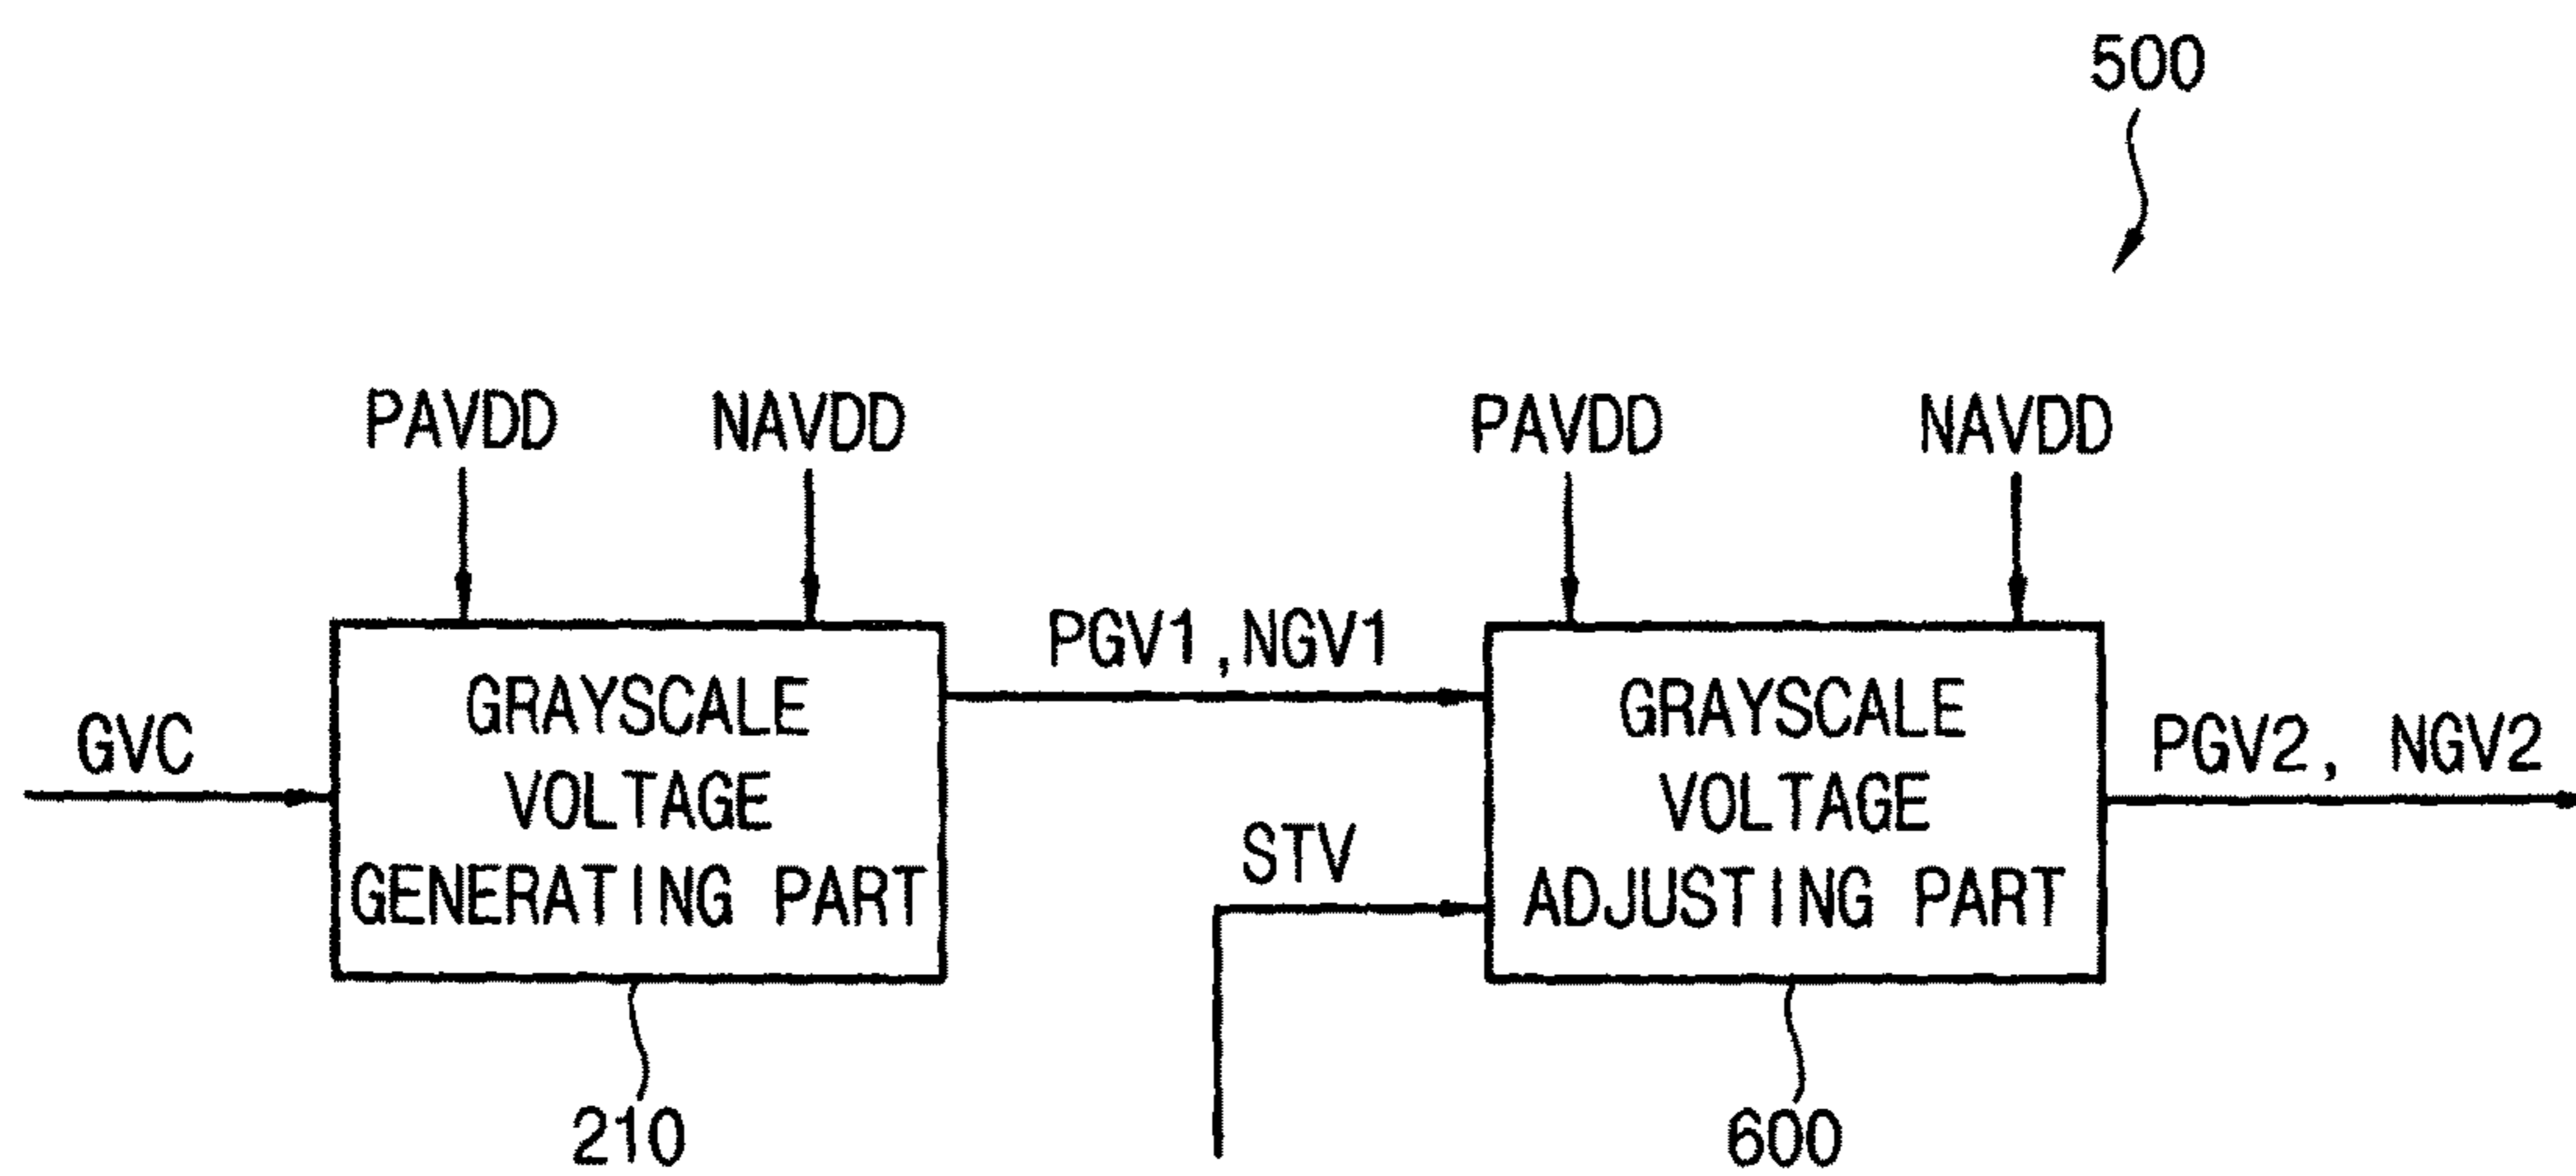 500
PAVDD
NAVDD
PAVDD
NAVDD
GVC
GRAYSCALE
VOLTAGE
GENERATING PART
PGV1,NGV1
STV
GRAYSCALE
VOLTAGE
ADJUSTING PART
PGV2, NGV2
210
600